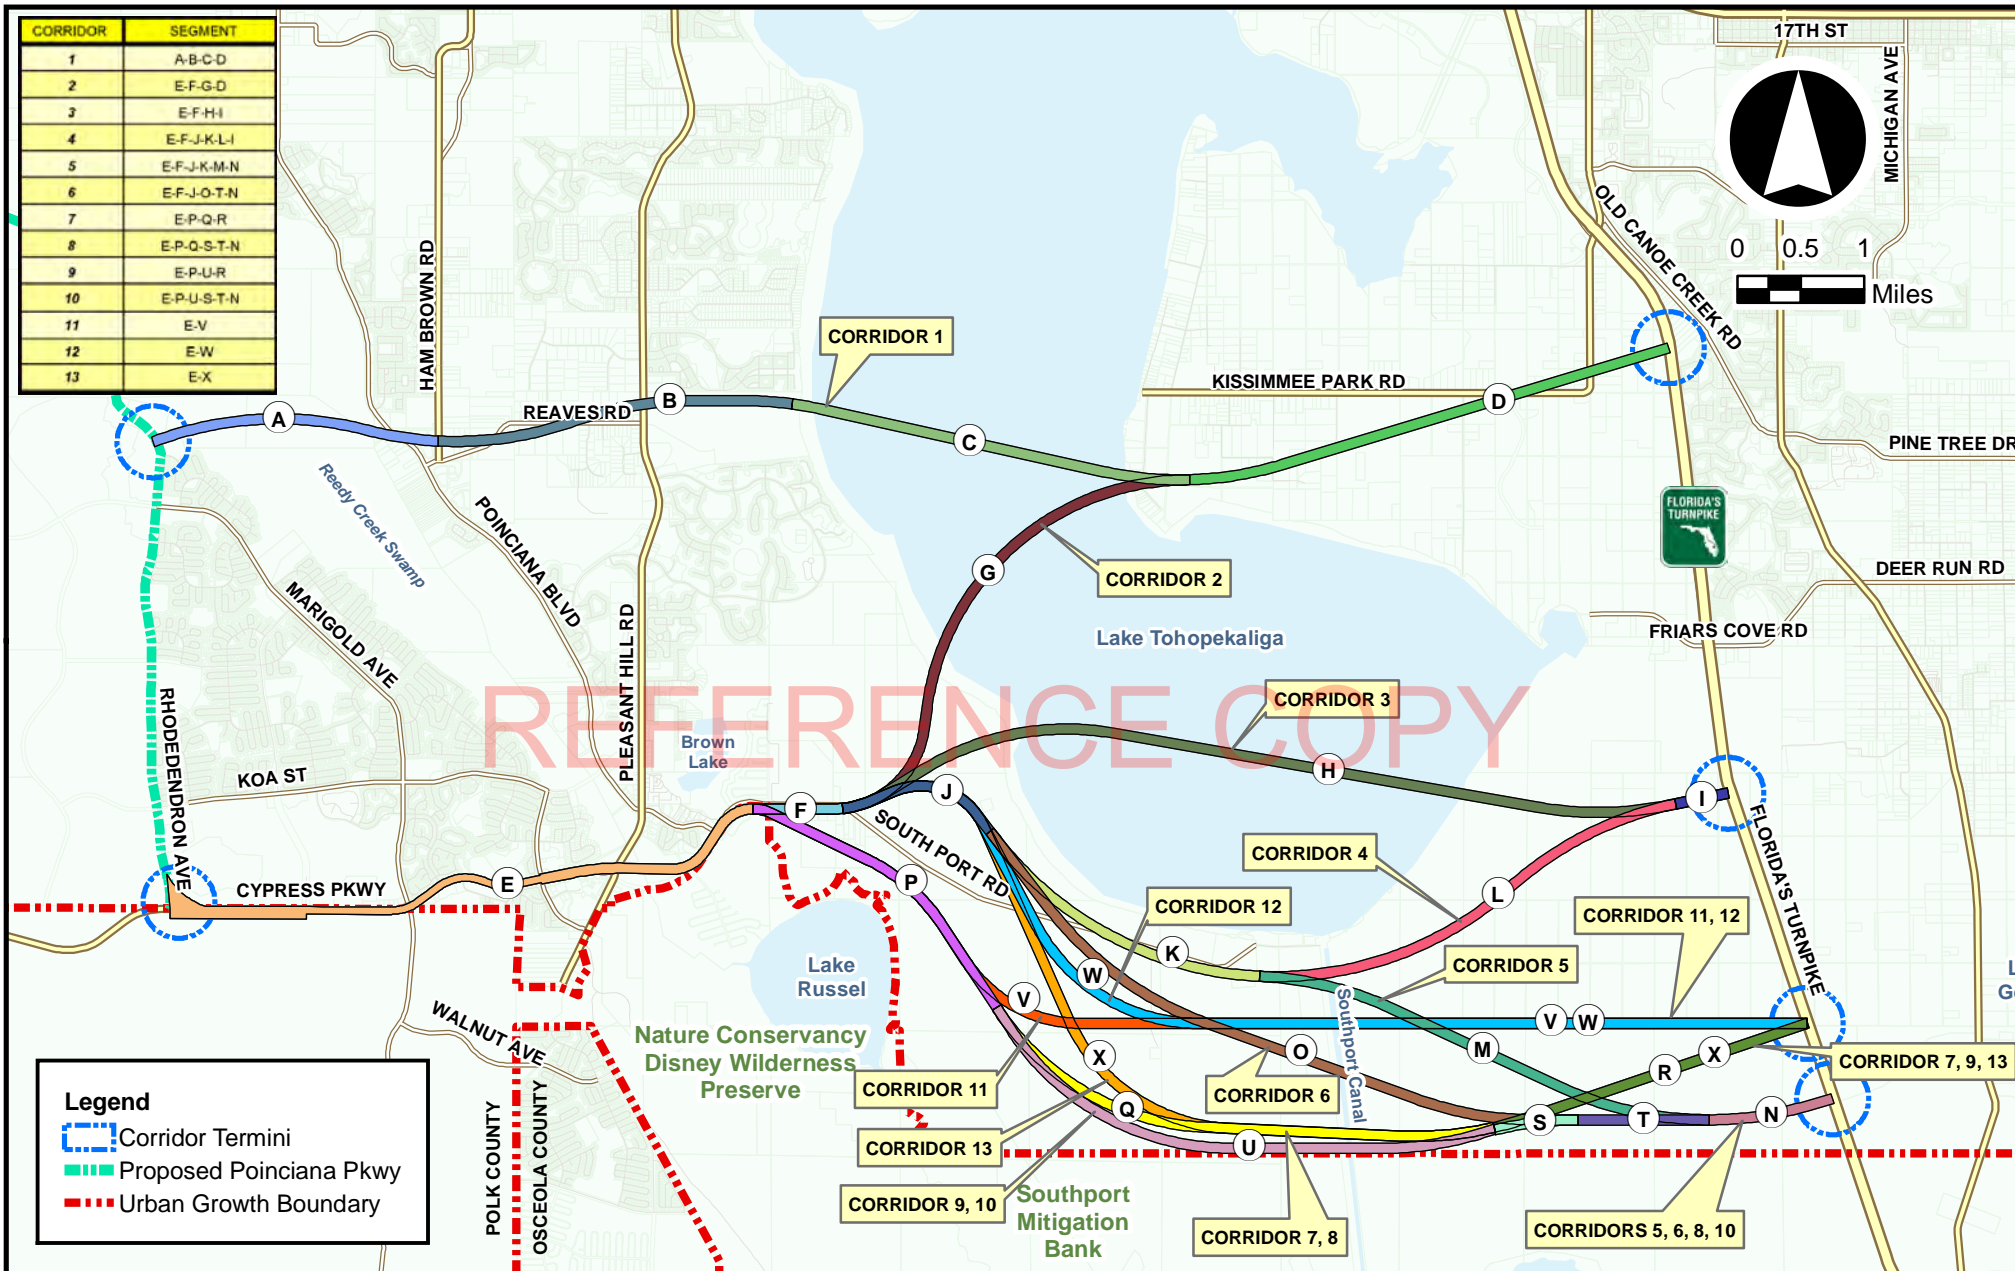 CORRIDOR SEGMENT
1 A-B-C-D
2 E-F-G-D
3 E-F-H-I
4 E-F-J-K-L-I
5 E-F-J-K-M-N
6 E-F-J-O-T-N
7 E-P-Q-R
8 E-P-Q-S-T-N
9 E-P-U-R
10 E-P-U-S-T-N
11 E-V
12 E-W
13 E-X
17TH ST
MICHIGAN AVE
OLD CANOE CREEK RD
0 0.5 1
Miles
HAM BROWN RD
CORRIDOR 1
KISSIMMEE PARK RD
REAVES RD
A
B
C
D
PINE TREE DR
Reedy Creek Swamp
POINCIANA BLVD
FLORIDA'S
TURNPIKE
G
CORRIDOR 2
DEER RUN RD
MARIGOLD AVE
PLEASANT HILL RD
Lake Tohopekaliga
FRIARS COVE RD
RHODEDENDRON AVE
REFERENCE COPY
CORRIDOR 3
Brown
Lake
KOA ST
H
I
F
J
SOUTH PORT RD
FLORIDA'S TURNPIKE
CORRIDOR 4
CYPRESS PKWY
E
P
L
CORRIDOR 12
CORRIDOR 11, 12
K
W
CORRIDOR 5
Lake
Russel
V
V W
Southport Canal
WALNUT AVE
Nature Conservancy
Disney Wilderness
Preserve
X
O
M
R
X
CORRIDOR 7, 9, 13
CORRIDOR 11
CORRIDOR 6
Q
S
T
N
CORRIDOR 13
U
CORRIDOR 9, 10
Southport
Mitigation
Bank
CORRIDOR 7, 8
CORRIDORS 5, 6, 8, 10
POLK COUNTY
OSCEOLA COUNTY
Legend
Corridor Termini
Proposed Poinciana Pkwy
Urban Growth Boundary